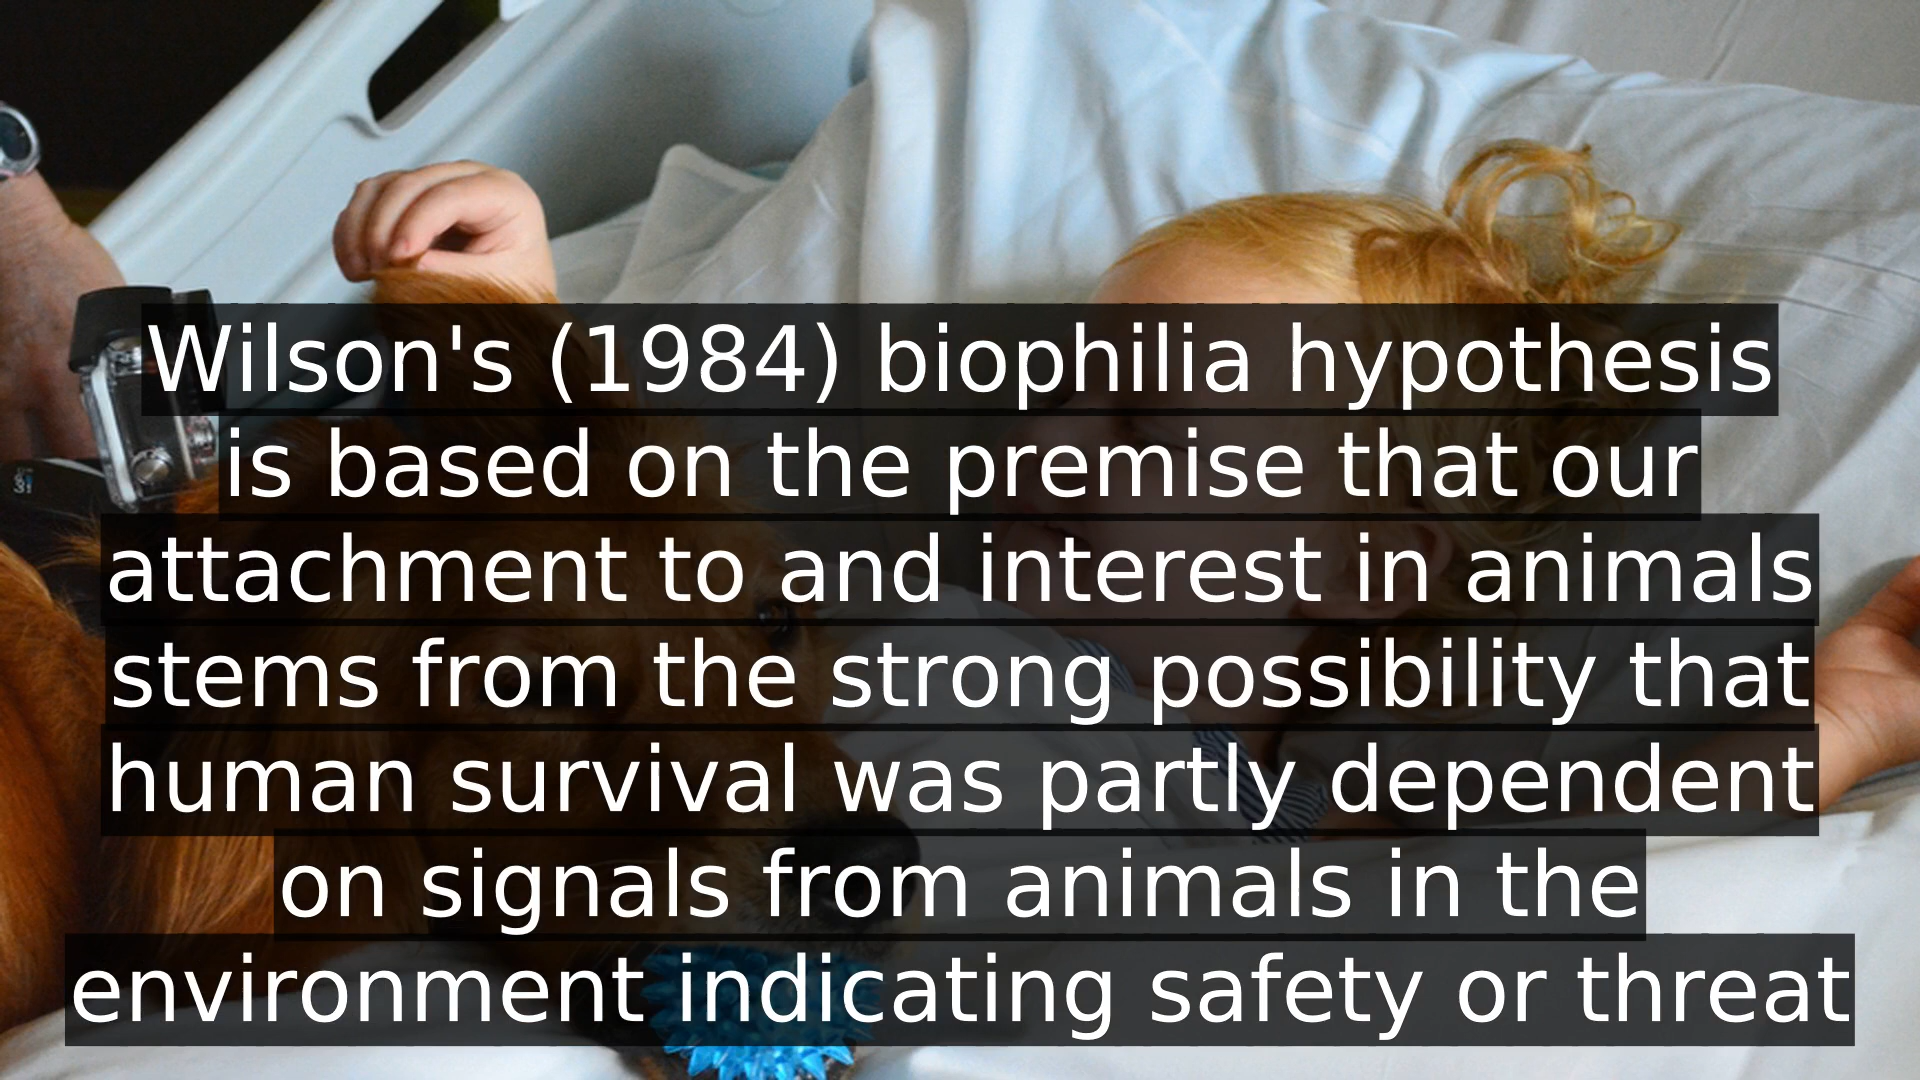 Wilson's (1984) biophilia hypothesis
is based on the premise that our
attachment to and interest in animals
stems from the strong possibility that
human survival was partly dependent
on signals from animals in the
environment indicating safety or threat